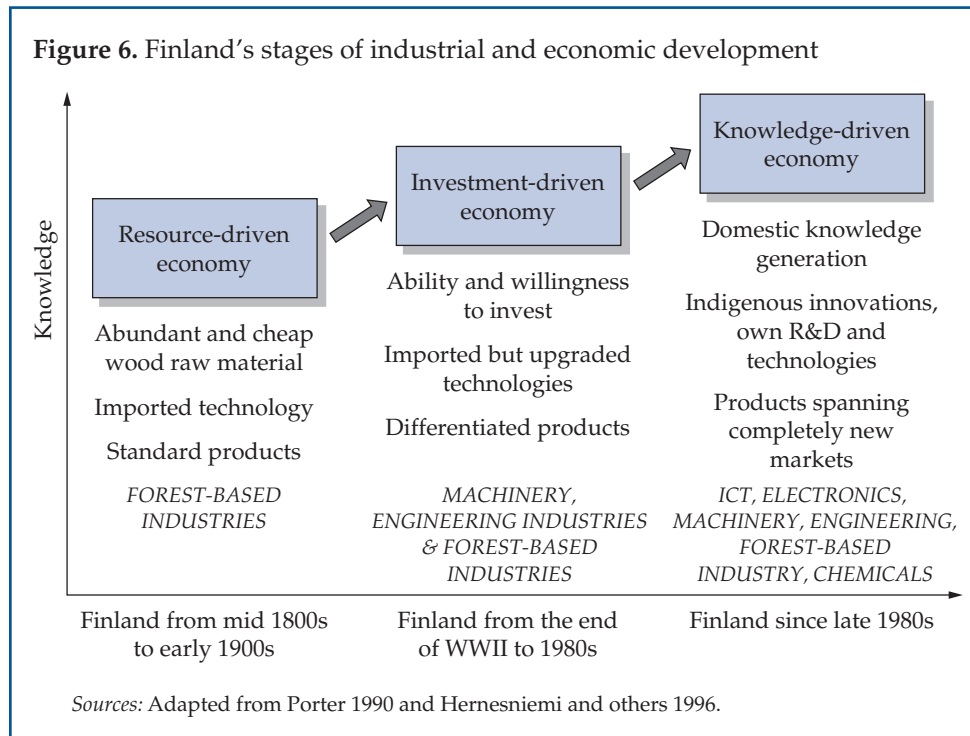 Figure 6. Finland's stages of industrial and economic development
Knowledge
Resource-driven
economy
Abundant and cheap
wood raw material
Imported technology
Standard products
FOREST-BASED
INDUSTRIES
Finland from mid 1800s
to early 1900s
Investment-driven
economy
Ability and willingness
to invest
Imported but upgraded
technologies
Differentiated products
MACHINERY,
ENGINEERING INDUSTRIES
& FOREST-BASED
INDUSTRIES
Finland from the end
of WWII to 1980s
Knowledge-driven
economy
Domestic knowledge
generation
Indigenous innovations,
own R&D and
technologies
Products spanning
completely new
markets
ICT, ELECTRONICS,
MACHINERY, ENGINEERING,
FOREST-BASED
INDUSTRY, CHEMICALS
Finland since late 1980s
Sources: Adapted from Porter 1990 and Hernesniemi and others 1996.